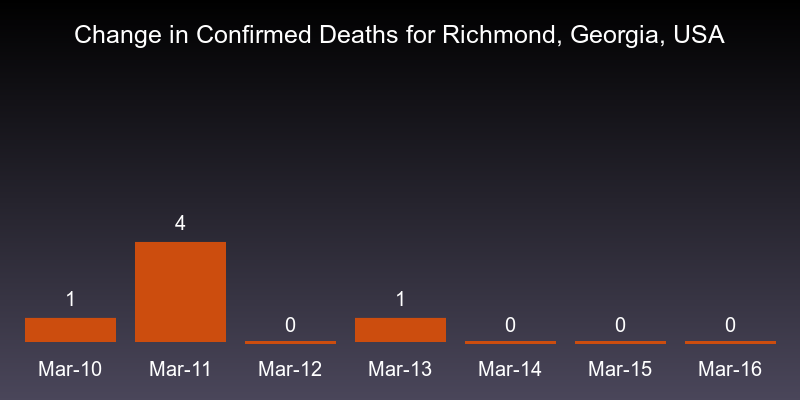 Change in Confirmed Deaths for Richmond, Georgia, USA
1
4
0
1
0
0
0
Mar-10
Mar-11
Mar-12
Mar-13
Mar-14
Mar-15
Mar-16